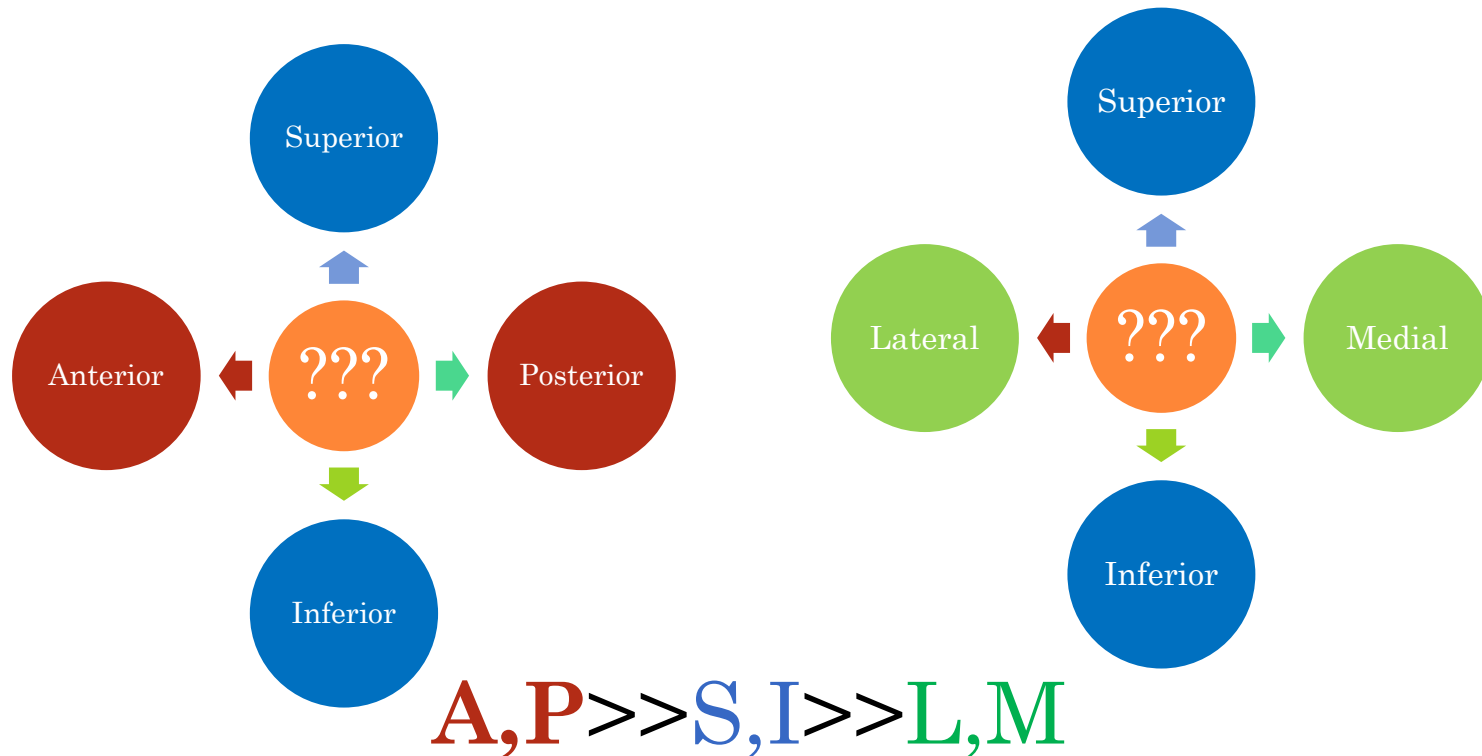 Superior
Anterior
???
Posterior
Inferior
Superior
Lateral
???
Medial
Inferior
A,P>>S,I>>L,M